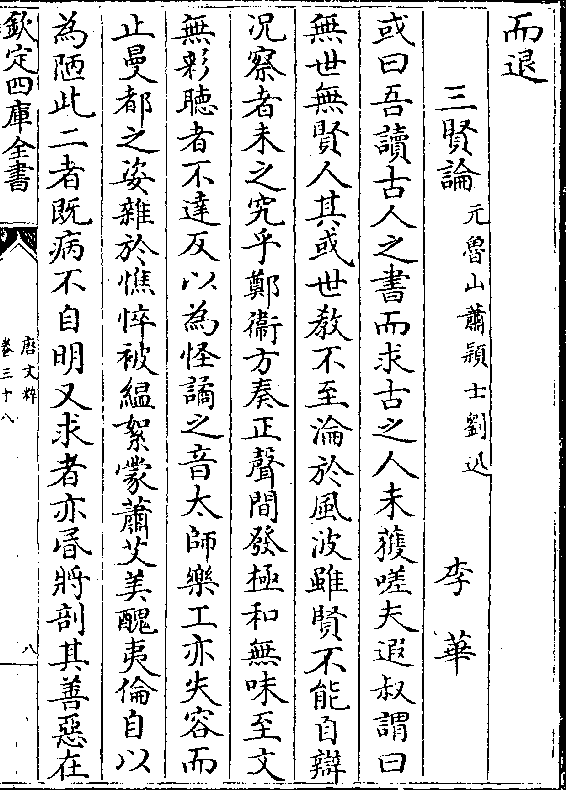 而退
三賢論 元魯山蕭頴士劉迅 李華
或曰吾讀古人之書而求古之人未獲嗟夫遐叔謂曰
無世無賢人其或世教不至淪於風波雖賢不能自辯
况察者未之究乎鄭衞方奏正聲間發極和無味至文
無彩聽者不達反以為怪譎之音太師樂工亦失容而
止曼都之姿雜於憔悴被緼絮蒙蕭艾美醜夷倫自以
為陋此二者既病不自明又求者亦昬將剖其善惡在
欽定四庫全書
唐文粹
卷三十八
八